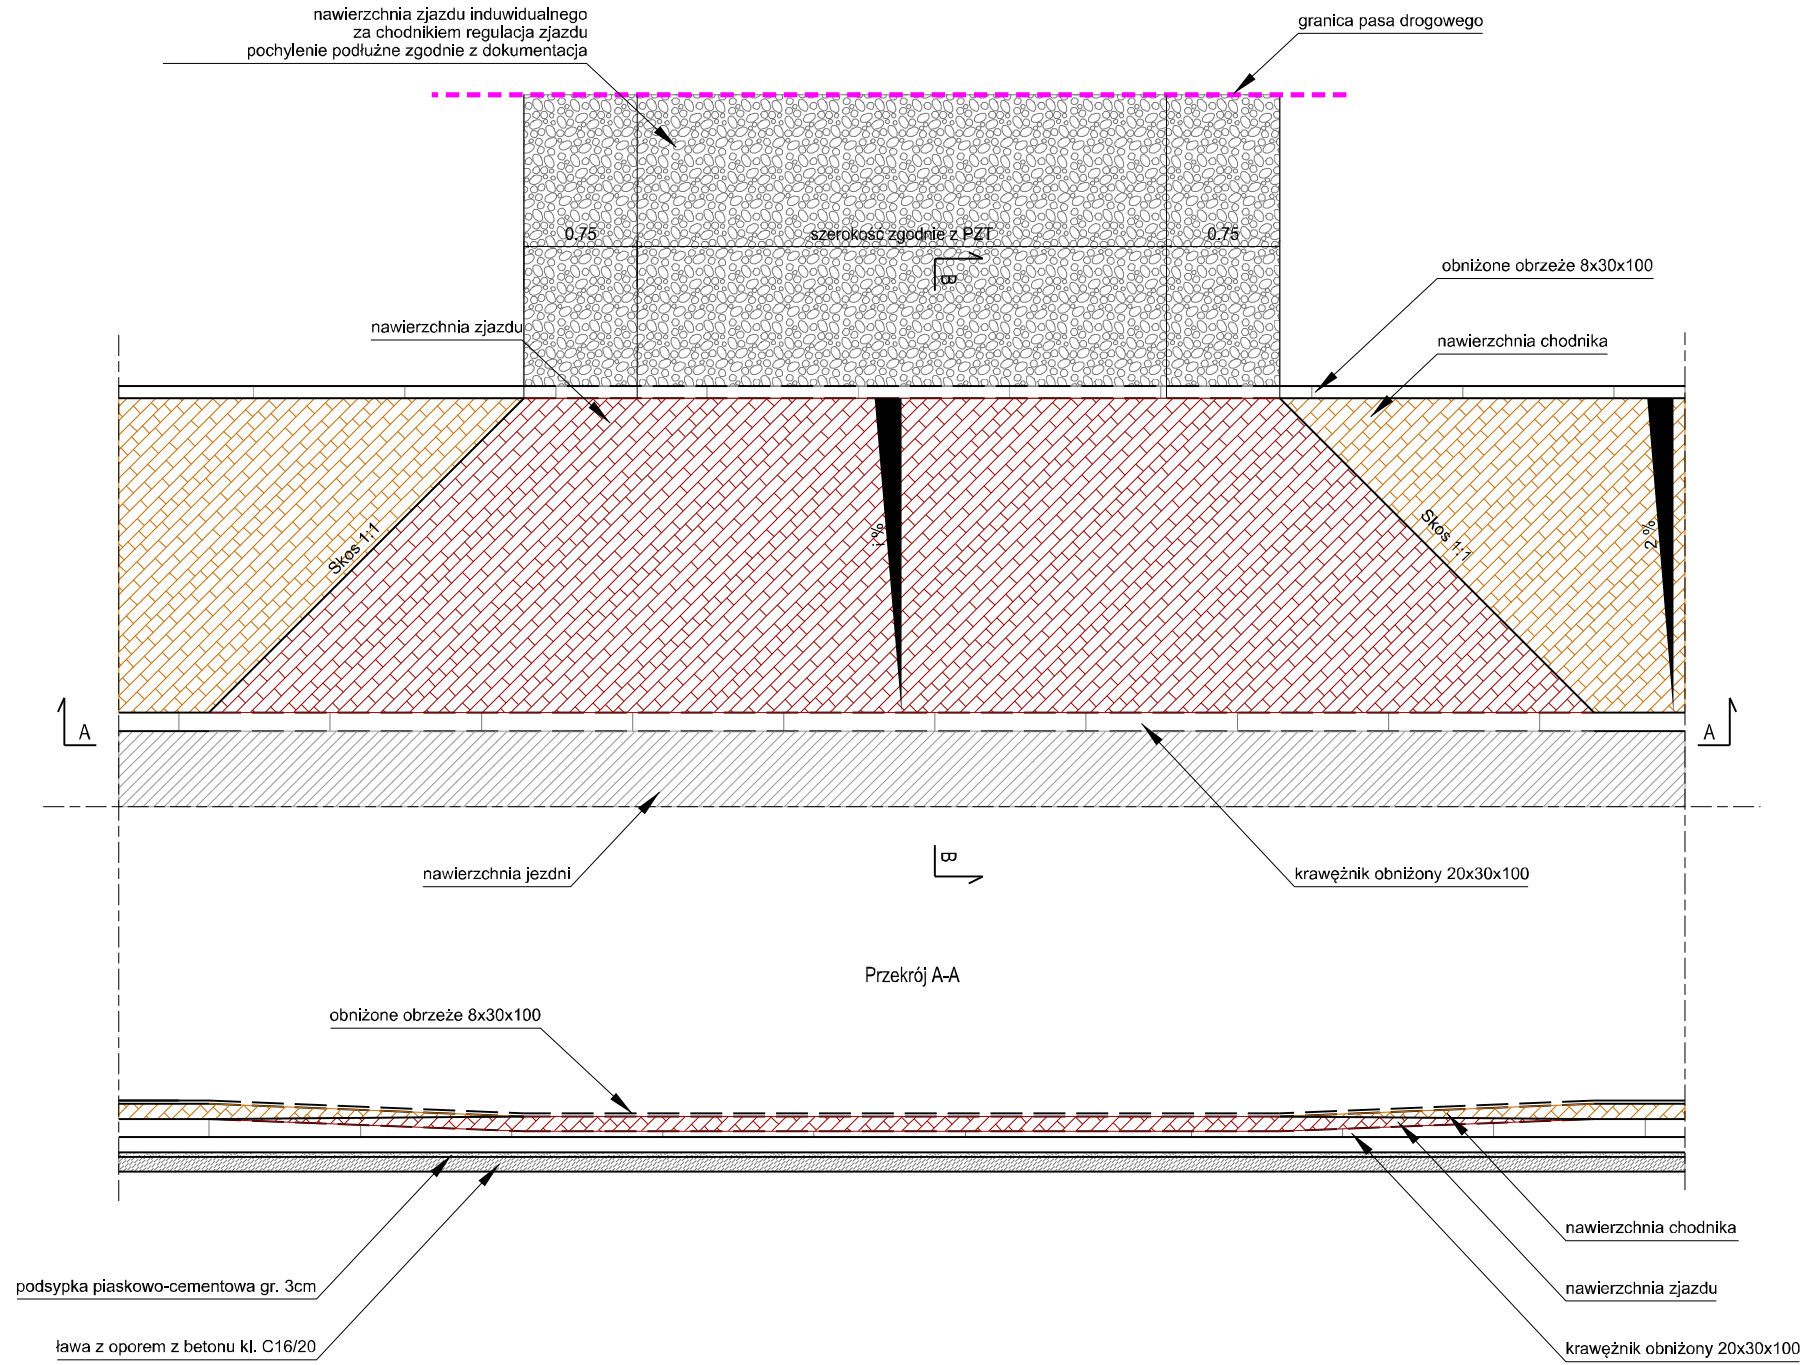 nawierzchnia zjazdu induwidualnego
za chodnikiem regulacja zjazdu
pochylenie podłużne zgodnie z dokumentacja
granica pasa drogowego
0.75
szerokość zgodnie z PZT
0.75
B
obniżone obrzeże 8x30x100
nawierzchnia zjazdu
nawierzchnia chodnika
Skos 1:1
i %
Skos 1:1
2 %
A
A
B
nawierzchnia jezdni
krawężnik obniżony 20x30x100
Przekrój A-A
obniżone obrzeże 8x30x100
nawierzchnia chodnika
podsypka piaskowo-cementowa gr. 3cm
nawierzchnia zjazdu
ława z oporem z betonu kl. C16/20
krawężnik obniżony 20x30x100